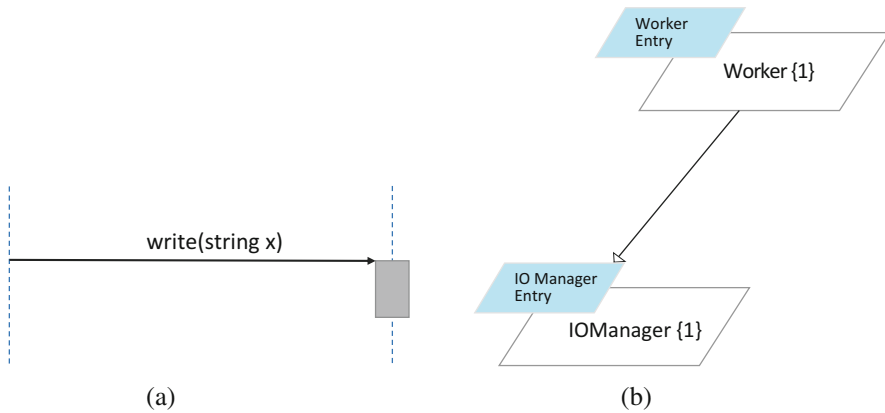 Worker
Entry
Worker {1}
write(string x)
IO Manager
Entry
IOManager {1}
(a)
(b)